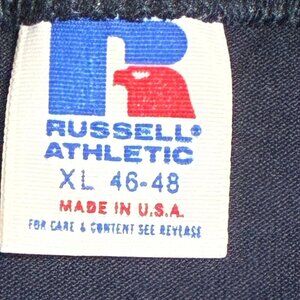 R
RUSSELL®
ATHLETIC
XL 46-48
MADE IN U.S.A.
FOR CARE & CONTENT SEE REVERSE